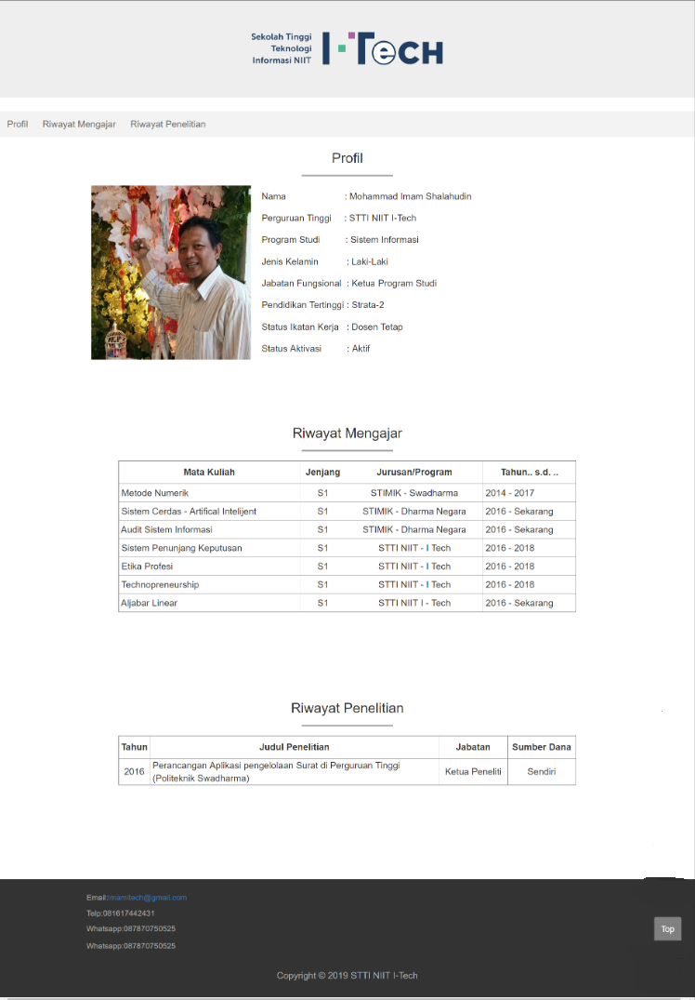 Sekolah Tinggi
Teknologi
Informasi NIIT
I-Tech
Profil Riwayat Mengajar Riwayat Penelitian
Profil
Nama : Mohammad Imam Shalahudin
Perguruan Tinggi : STTI NIIT I-Tech
Program Studi : Sistem Informasi
Jenis Kelamin : Laki-Laki
Jabatan Fungsional : Ketua Program Studi
Pendidikan Tertinggi : Strata-2
Status Ikatan Kerja : Dosen Tetap
Status Aktivasi : Aktif
Riwayat Mengajar
Mata Kuliah Jenjang Jurusan/Program Tahun.. s.d. ..
Metode Numerik S1 STIMIK - Swadharma 2014 - 2017
Sistem Cerdas - Artifical Intelijent S1 STIMIK - Dharma Negara 2016 - Sekarang
Audit Sistem Informasi S1 STIMIK - Dharma Negara 2016 - Sekarang
Sistem Penunjang Keputusan S1 STTI NIIT - I Tech 2016 - 2018
Etika Profesi S1 STTI NIIT - I Tech 2016 - 2018
Technopreneurship S1 STTI NIIT - I Tech 2016 - 2018
Aljabar Linear S1 STTI NIIT I - Tech 2016 - Sekarang
Riwayat Penelitian
Tahun Judul Penelitian Jabatan Sumber Dana
2016 Perancangan Aplikasi pengelolaan Surat di Perguruan Tinggi
(Politeknik Swadharma) Ketua Peneliti Sendiri
Email:imamitech@gmail.com
Telp:081617442431
Whatsapp:087870750525
Whatsapp:087870750525
Top
Copyright © 2019 STTI NIIT I-Tech